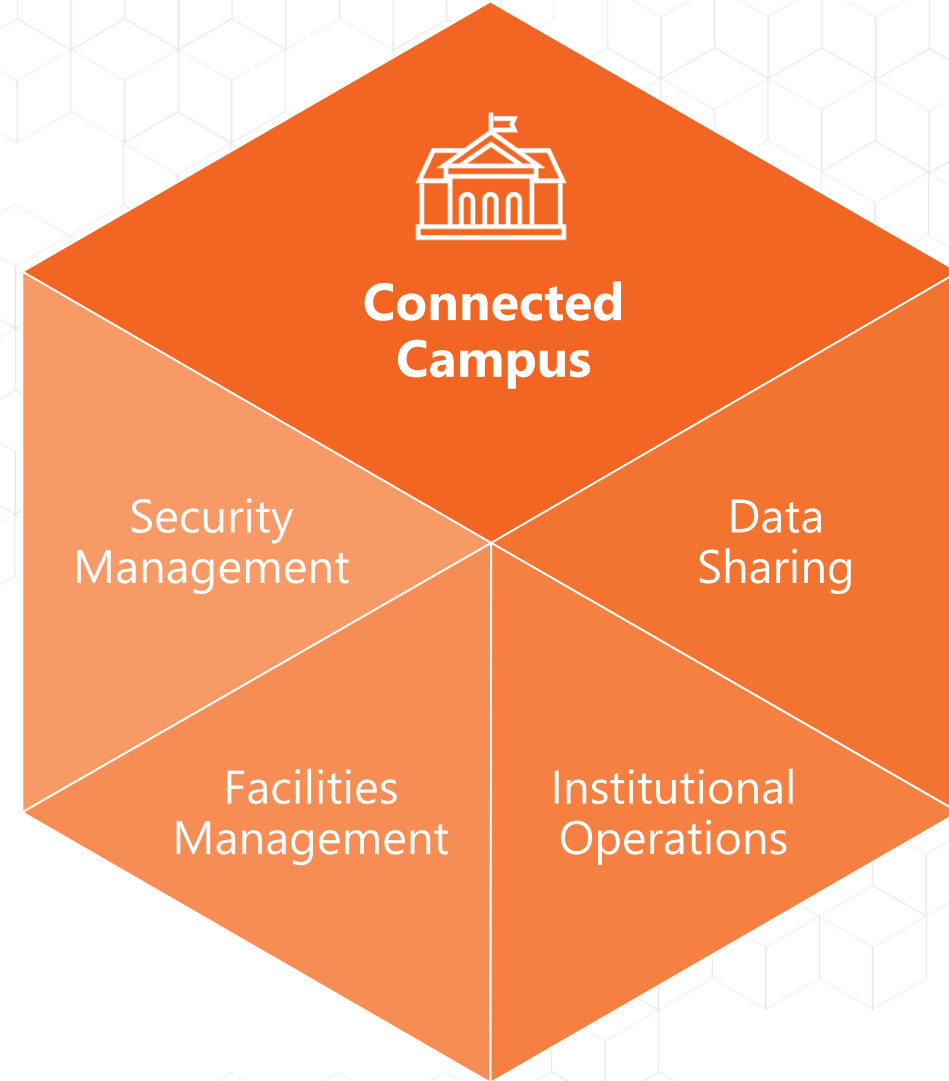 Connected
Campus
Security
Management
Data
Sharing
Facilities
Management
Institutional
Operations